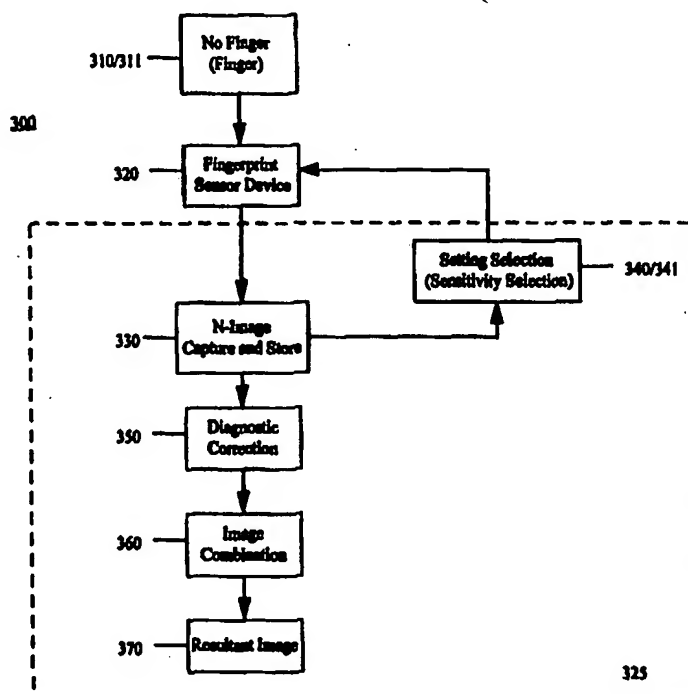 No Finger
(Finger)
310/311
300
Fingerprint
Sensor Device
320
Setting Selection
(Sensitivity Selection)
340/341
N-Image
Capture and Store
330
Diagnostic
Correction
350
Image
Combination
360
Resultant Image
370
325